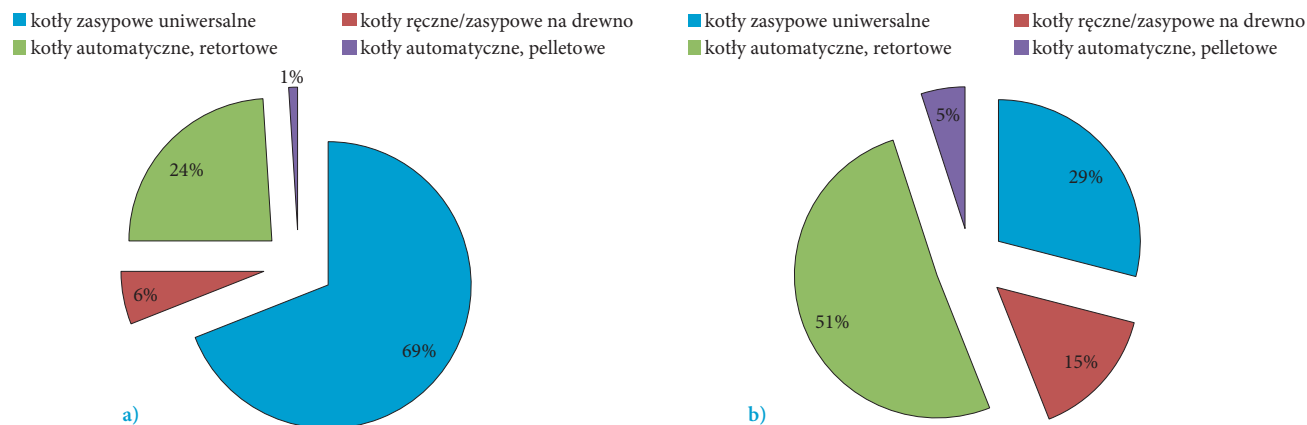 kotły zasypowe uniwersalne
kotły ręczne/zasypowe na drewno
kotły automatyczne, retortowe
kotły automatyczne, pelletowe
1%
24%
6%
69%
a)
kotły zasypowe uniwersalne
kotły ręczne/zasypowe na drewno
kotły automatyczne, retortowe
kotły automatyczne, pelletowe
5%
29%
51%
15%
b)